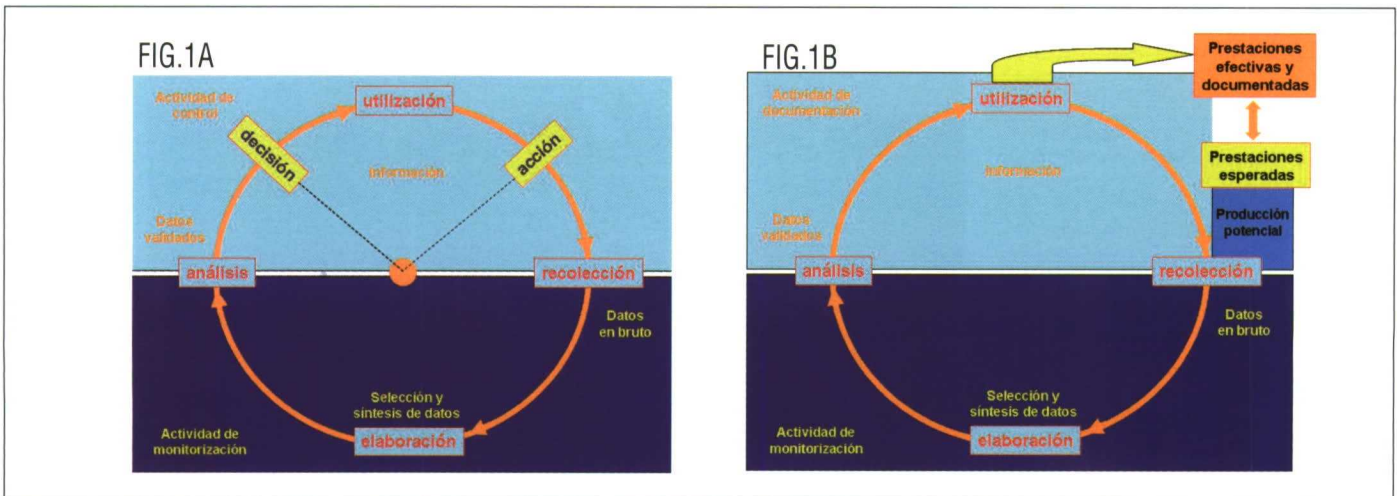 FIG.1A
Actividad de
control
utilización
decisión
acción
información
Datos
validados
análisis
recolección
Datos
en bruto
Selección y
síntesis de datos
elaboración
Actividad de
monitorización
FIG.1B
Prestaciones
efectivas y
documentadas
utilización
Actividad de
documentación
Prestaciones
esperadas
Información
Producción
potencial
Datos
validados
análisis
recolección
Datos
en bruto
Selección y
síntesis de datos
elaboración
Actividad de
monitorización